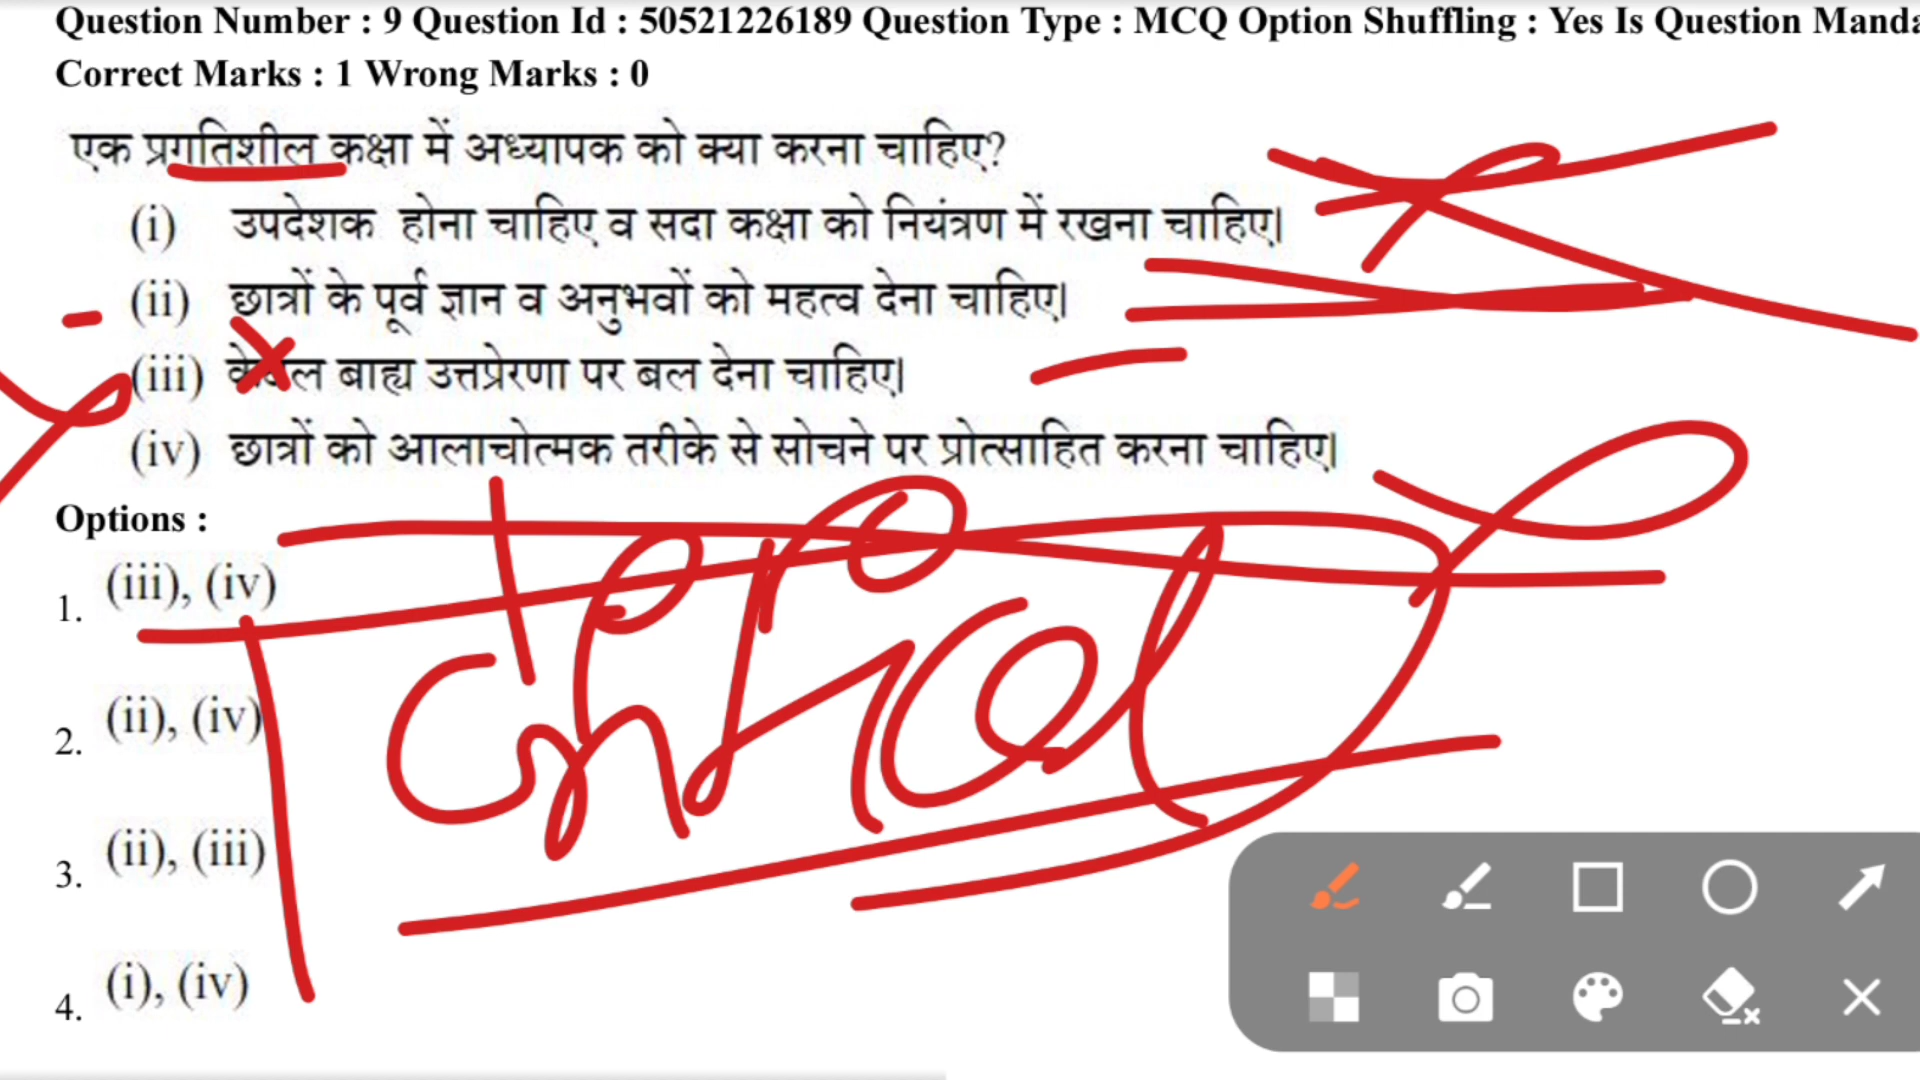 Question Number : 9 Question Id : 50521226189 Question Type : MCQ Option Shuffling : Yes Is Question Manda
Correct Marks : 1 Wrong Marks : 0
एक प्रगतिशील कक्षा में अध्यापक को क्या करना चाहिए?
(i) उपदेशक होना चाहिए व सदा कक्षा को नियंत्रण में रखना चाहिए|
(ii) छात्रों के पूर्व ज्ञान व अनुभवों को महत्व देना चाहिए|
(iii) केवल बाह्य उत्तप्रेरणा पर बल देना चाहिए|
(iv) छात्रों को आलाचोत्मक तरीके से सोचने पर प्रोत्साहित करना चाहिए|
Options :
1. (iii), (iv)
2. (ii), (iv)
3. (ii), (iii)
4. (i), (iv)